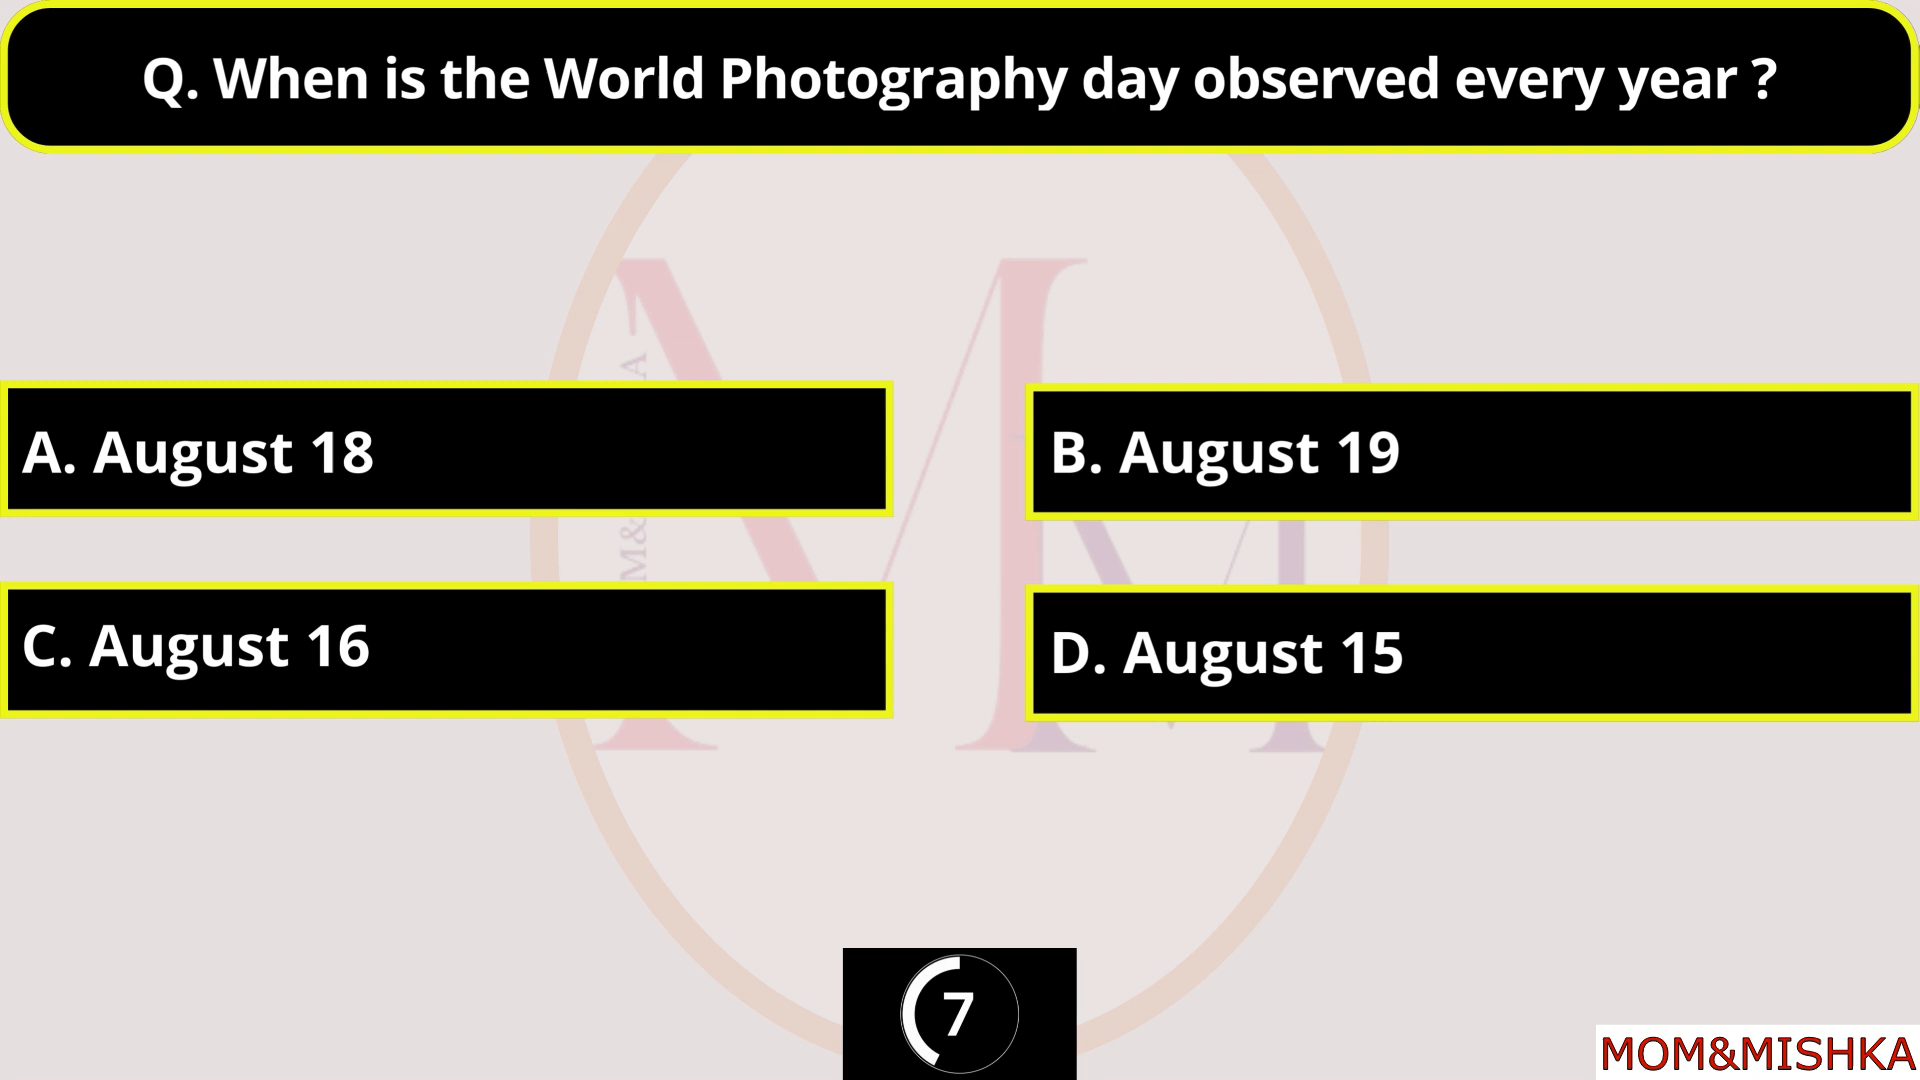 Q. When is the World Photography day observed every year ?
A. August 18
B. August 19
C. August 16
D. August 15
7
MOM&MISHKA